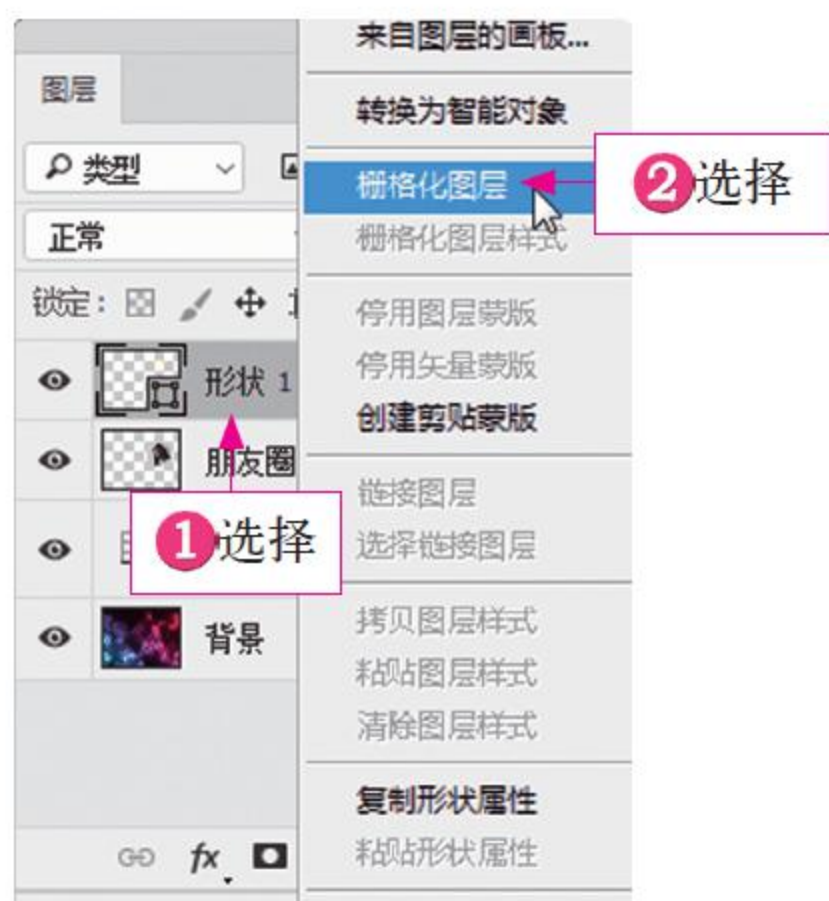 来自图层的画板...
图层
转换为智能对象
类型
栅格化图层
2选择
正常
栅格化图层样式
锁定:
停用图层蒙版
停用矢量蒙版
形状 1
创建剪贴蒙版
朋友圈
链接图层
1选择
选择链接图层
拷贝图层样式
背景
粘贴图层样式
清除图层样式
复制形状属性
fx
粘贴形状属性